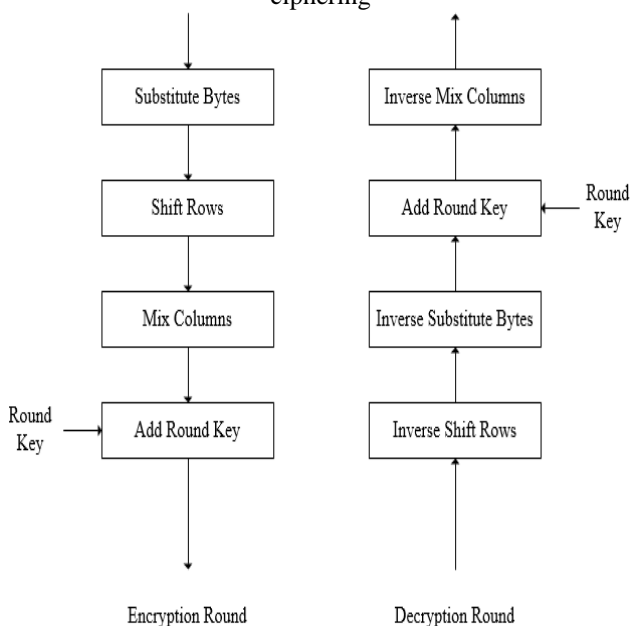 ciphering
Substitute Bytes
Shift Rows
Mix Columns
Round
Key
Add Round Key
Encryption Round
Inverse Mix Columns
Add Round Key
Round
Key
Inverse Substitute Bytes
Inverse Shift Rows
Decryption Round